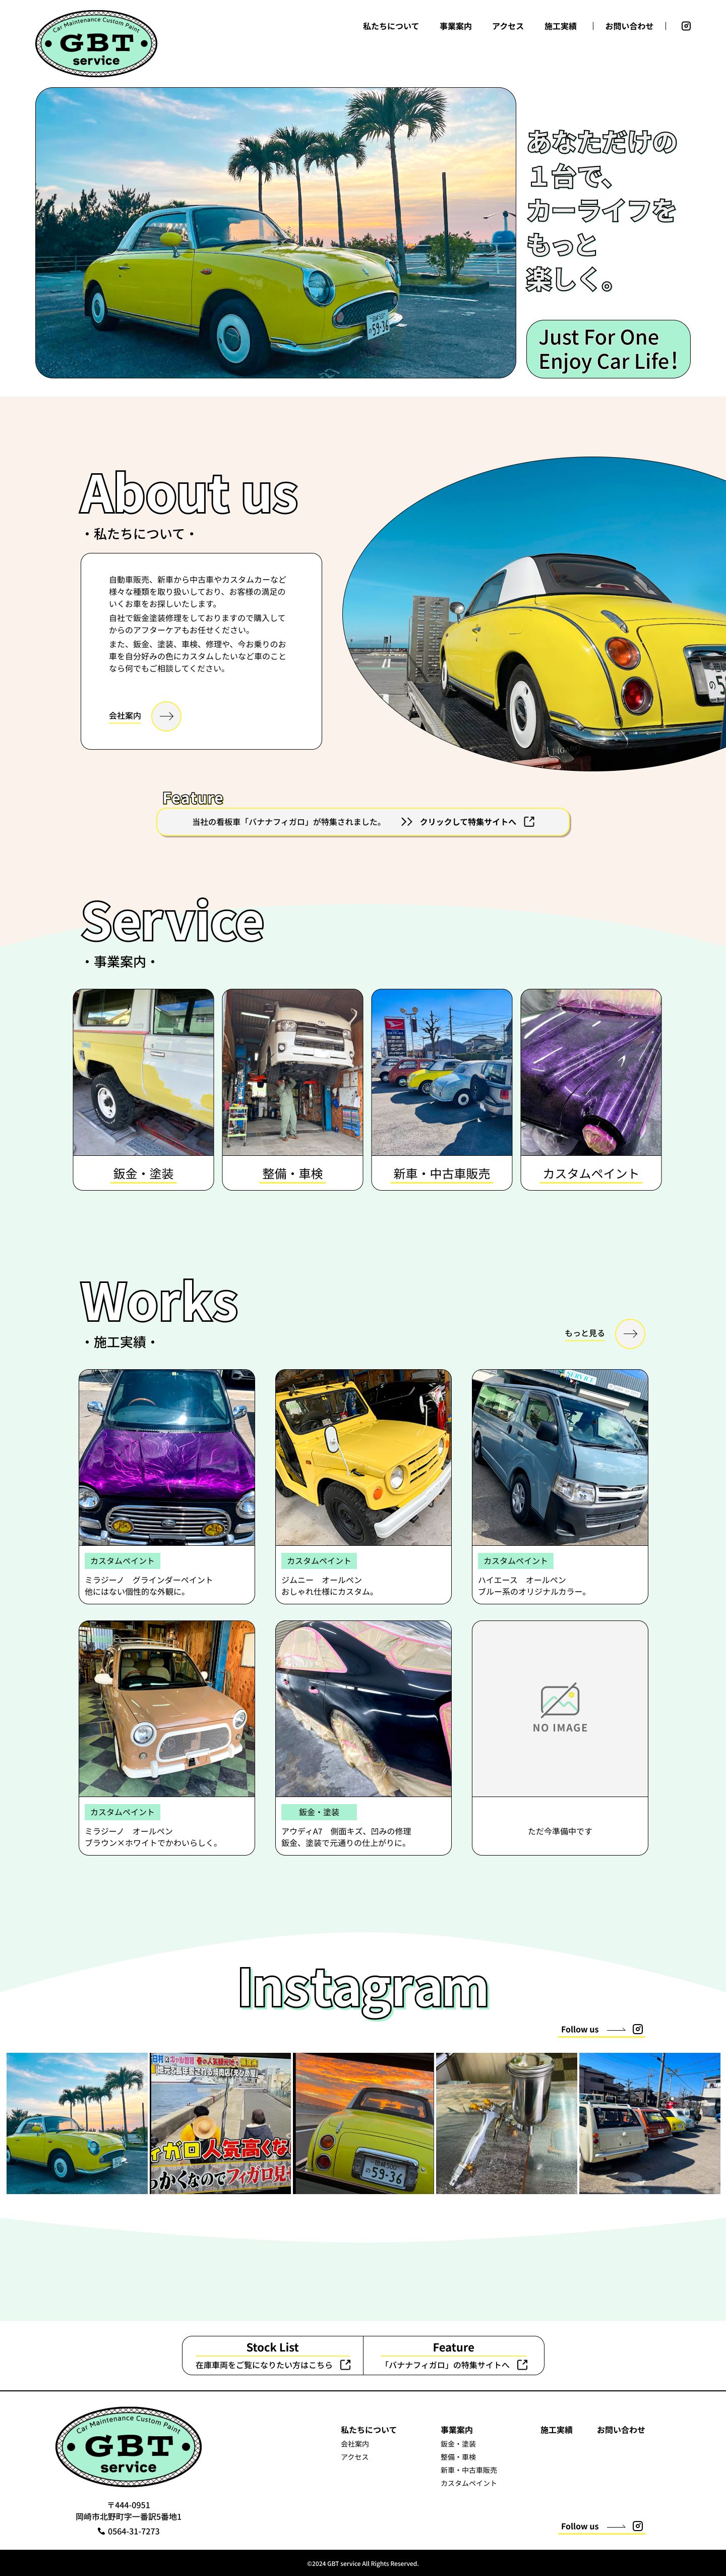 Car Maintenance Custom Paint
GBT
service
私たちについて
事業案内
アクセス
施工実績
お問い合わせ
59-36
あなただけの
１台で、
カーライフを
もっと
楽しく。
Just For One
Enjoy Car Life!
About us
・私たちについて・
自動車販売、新車から中古車やカスタムカーなど
様々な種類を取り扱いしており、お客様の満足の
いくお車をお探しいたします。
自社で鈑金塗装修理をしておりますので購入して
からのアフターケアもお任せください。
また、鈑金、塗装、車検、修理や、今お乗りのお
車を自分好みの色にカスタムしたいなど車のこと
なら何でもご相談してください。
会社案内
Feature
当社の看板車「バナナフィガロ」が特集されました。
クリックして特集サイトへ
Service
・事業案内・
鈑金・塗装
整備・車検
新車・中古車販売
カスタムペイント
Works
・施工実績・
もっと見る
カスタムペイント
ミラジーノ　グラインダーペイント
他にはない個性的な外観に。
カスタムペイント
ジムニー　オールペン
おしゃれ仕様にカスタム。
カスタムペイント
ハイエース　オールペン
ブルー系のオリジナルカラー。
カスタムペイント
ミラジーノ　オールペン
ブラウン×ホワイトでかわいらしく。
鈑金・塗装
アウディA7　側面キズ、凹みの修理
鈑金、塗装で元通りの仕上がりに。
NO IMAGE
ただ今準備中です
Instagram
Follow us
ィガロ人気高くな
っかくなのでフィガロ見せ
59-36
Stock List
在庫車両をご覧になりたい方はこちら
Feature
「バナナフィガロ」の特集サイトへ
Car Maintenance Custom Paint
GBT
service
〒444-0951
岡崎市北野町字一番訳5番地1
0564-31-7273
私たちについて
会社案内
アクセス
事業案内
鈑金・塗装
整備・車検
新車・中古車販売
カスタムペイント
施工実績
お問い合わせ
Follow us
©2024 GBT service All Rights Reserved.